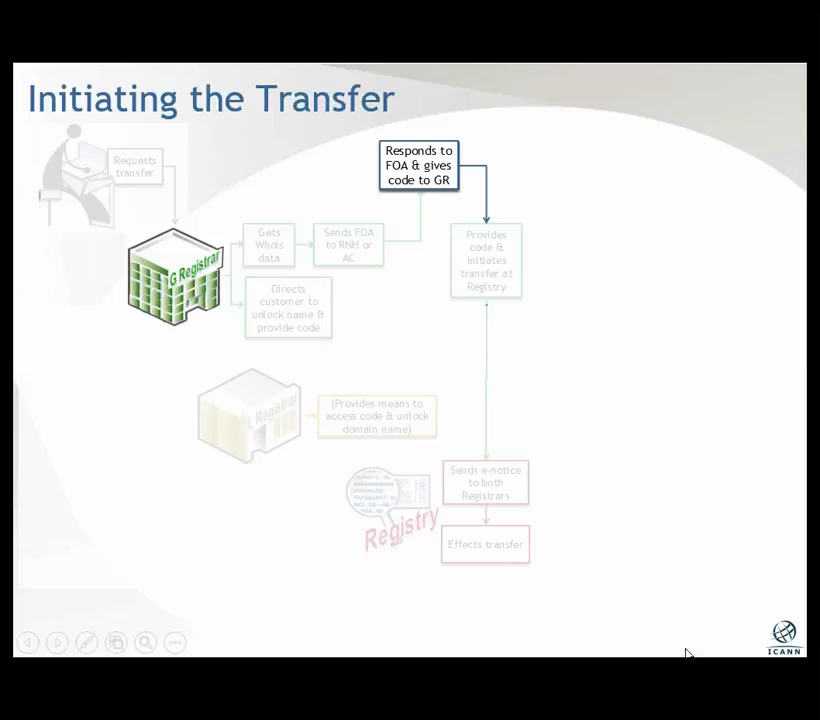 Initiating the Transfer
Requests
transfer
Responds to
FOA & gives
code to GR
G Registrar
Gets
Whois
data
Sends FOA
to RNH or
AC
Provides
code &
initiates
transfer at
Registry
Directs
customer to
unlock name &
provide code
L Registrar
(Provides means to
access code & unlock
domain name)
Registry
Sends e-notice
to both
Registrars
Effects transfer
ICANN